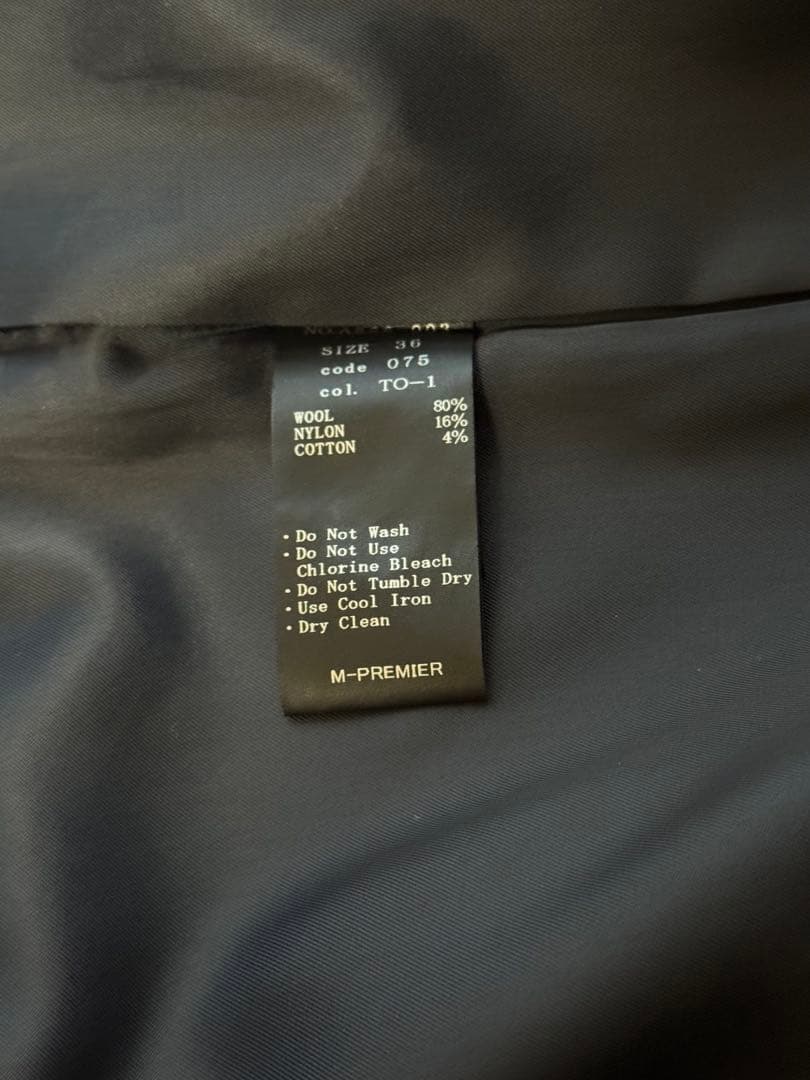 SIZE 36
code 075
col. TO-1
WOOL 80%
NYLON 16%
COTTON 4%
・Do Not Wash
・Do Not Use
Chlorine Bleach
・Do Not Tumble Dry
・Use Cool Iron
・Dry Clean
M-PREMIER